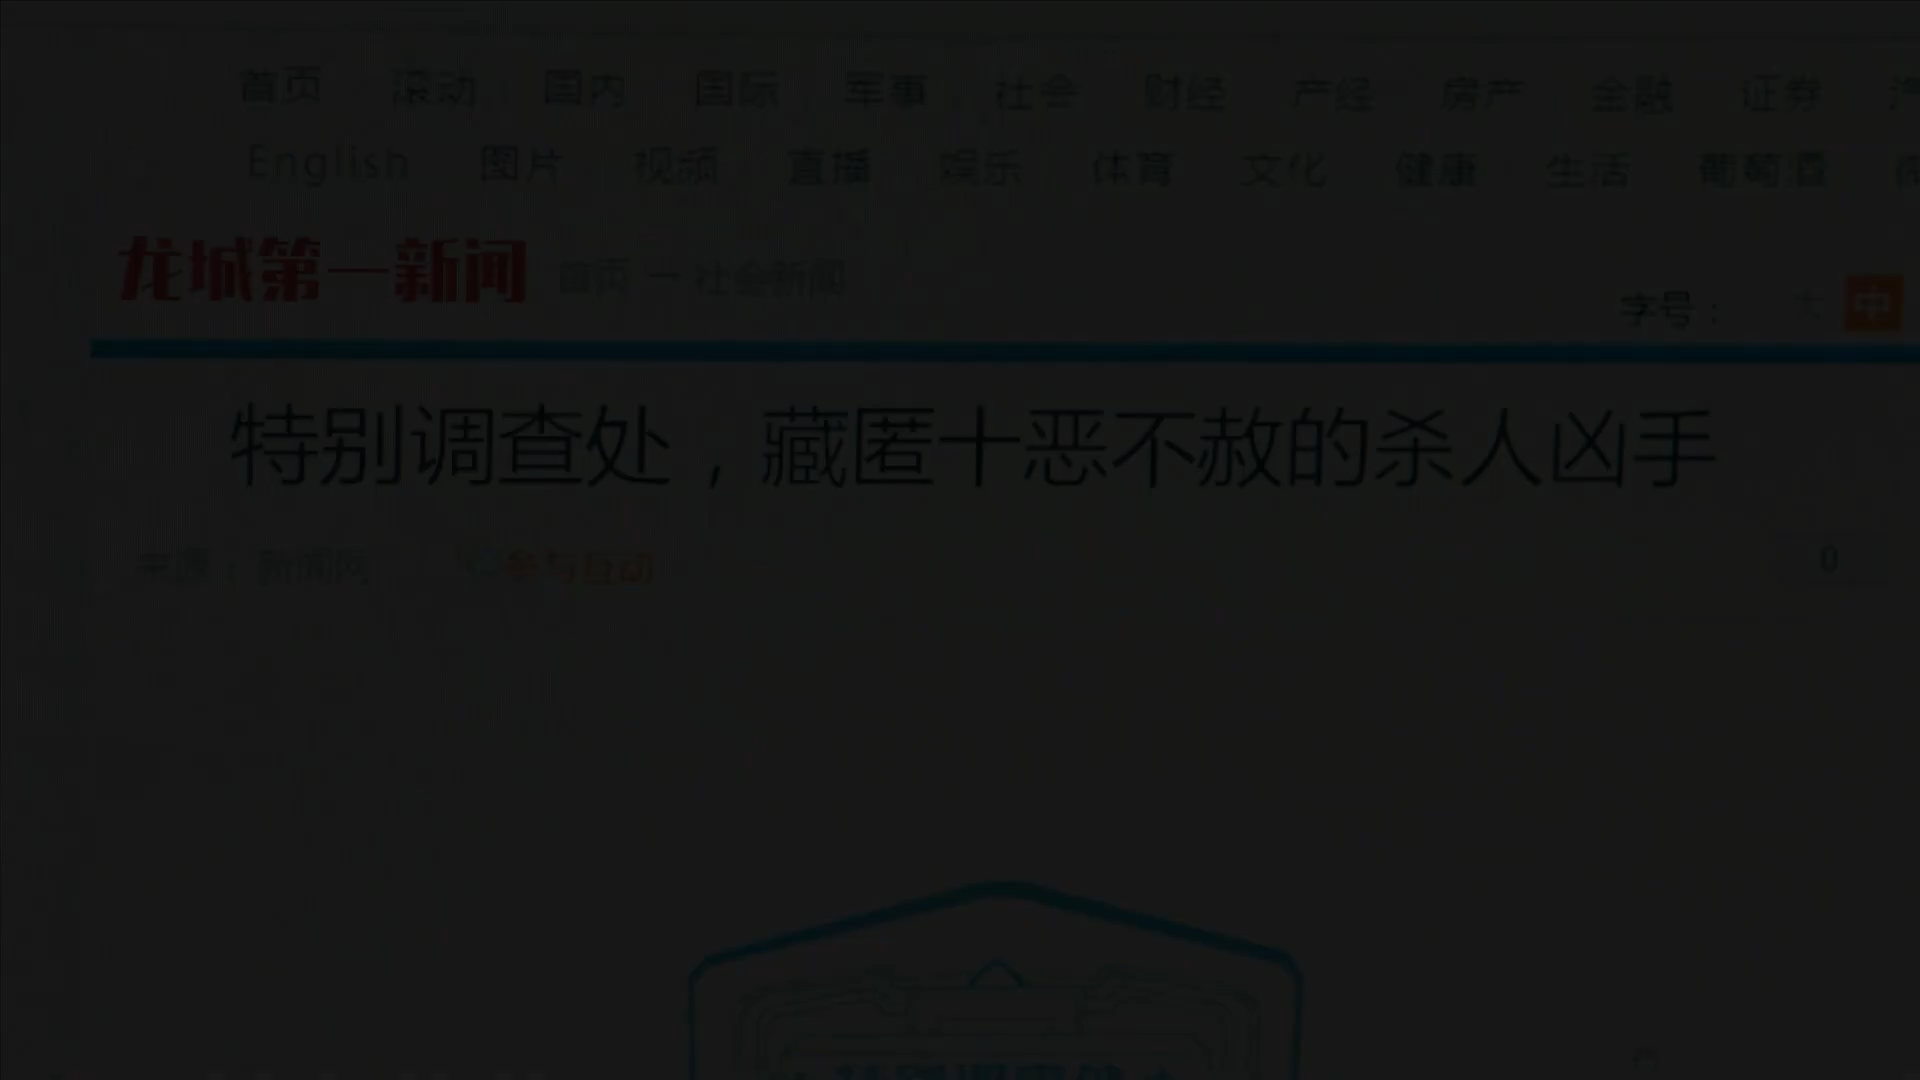 首页 滚动 国内 国际 军事 社会 财经 产经 房产 金融 证券
English 图片 视频 直播 娱乐 体育 文化 健康 生活 葡萄酒
龙城第一新闻 首页 → 社会新闻
字号： 大 中
特别调查处，藏匿十恶不赦的杀人凶手
来源：新闻网 参与互动 0